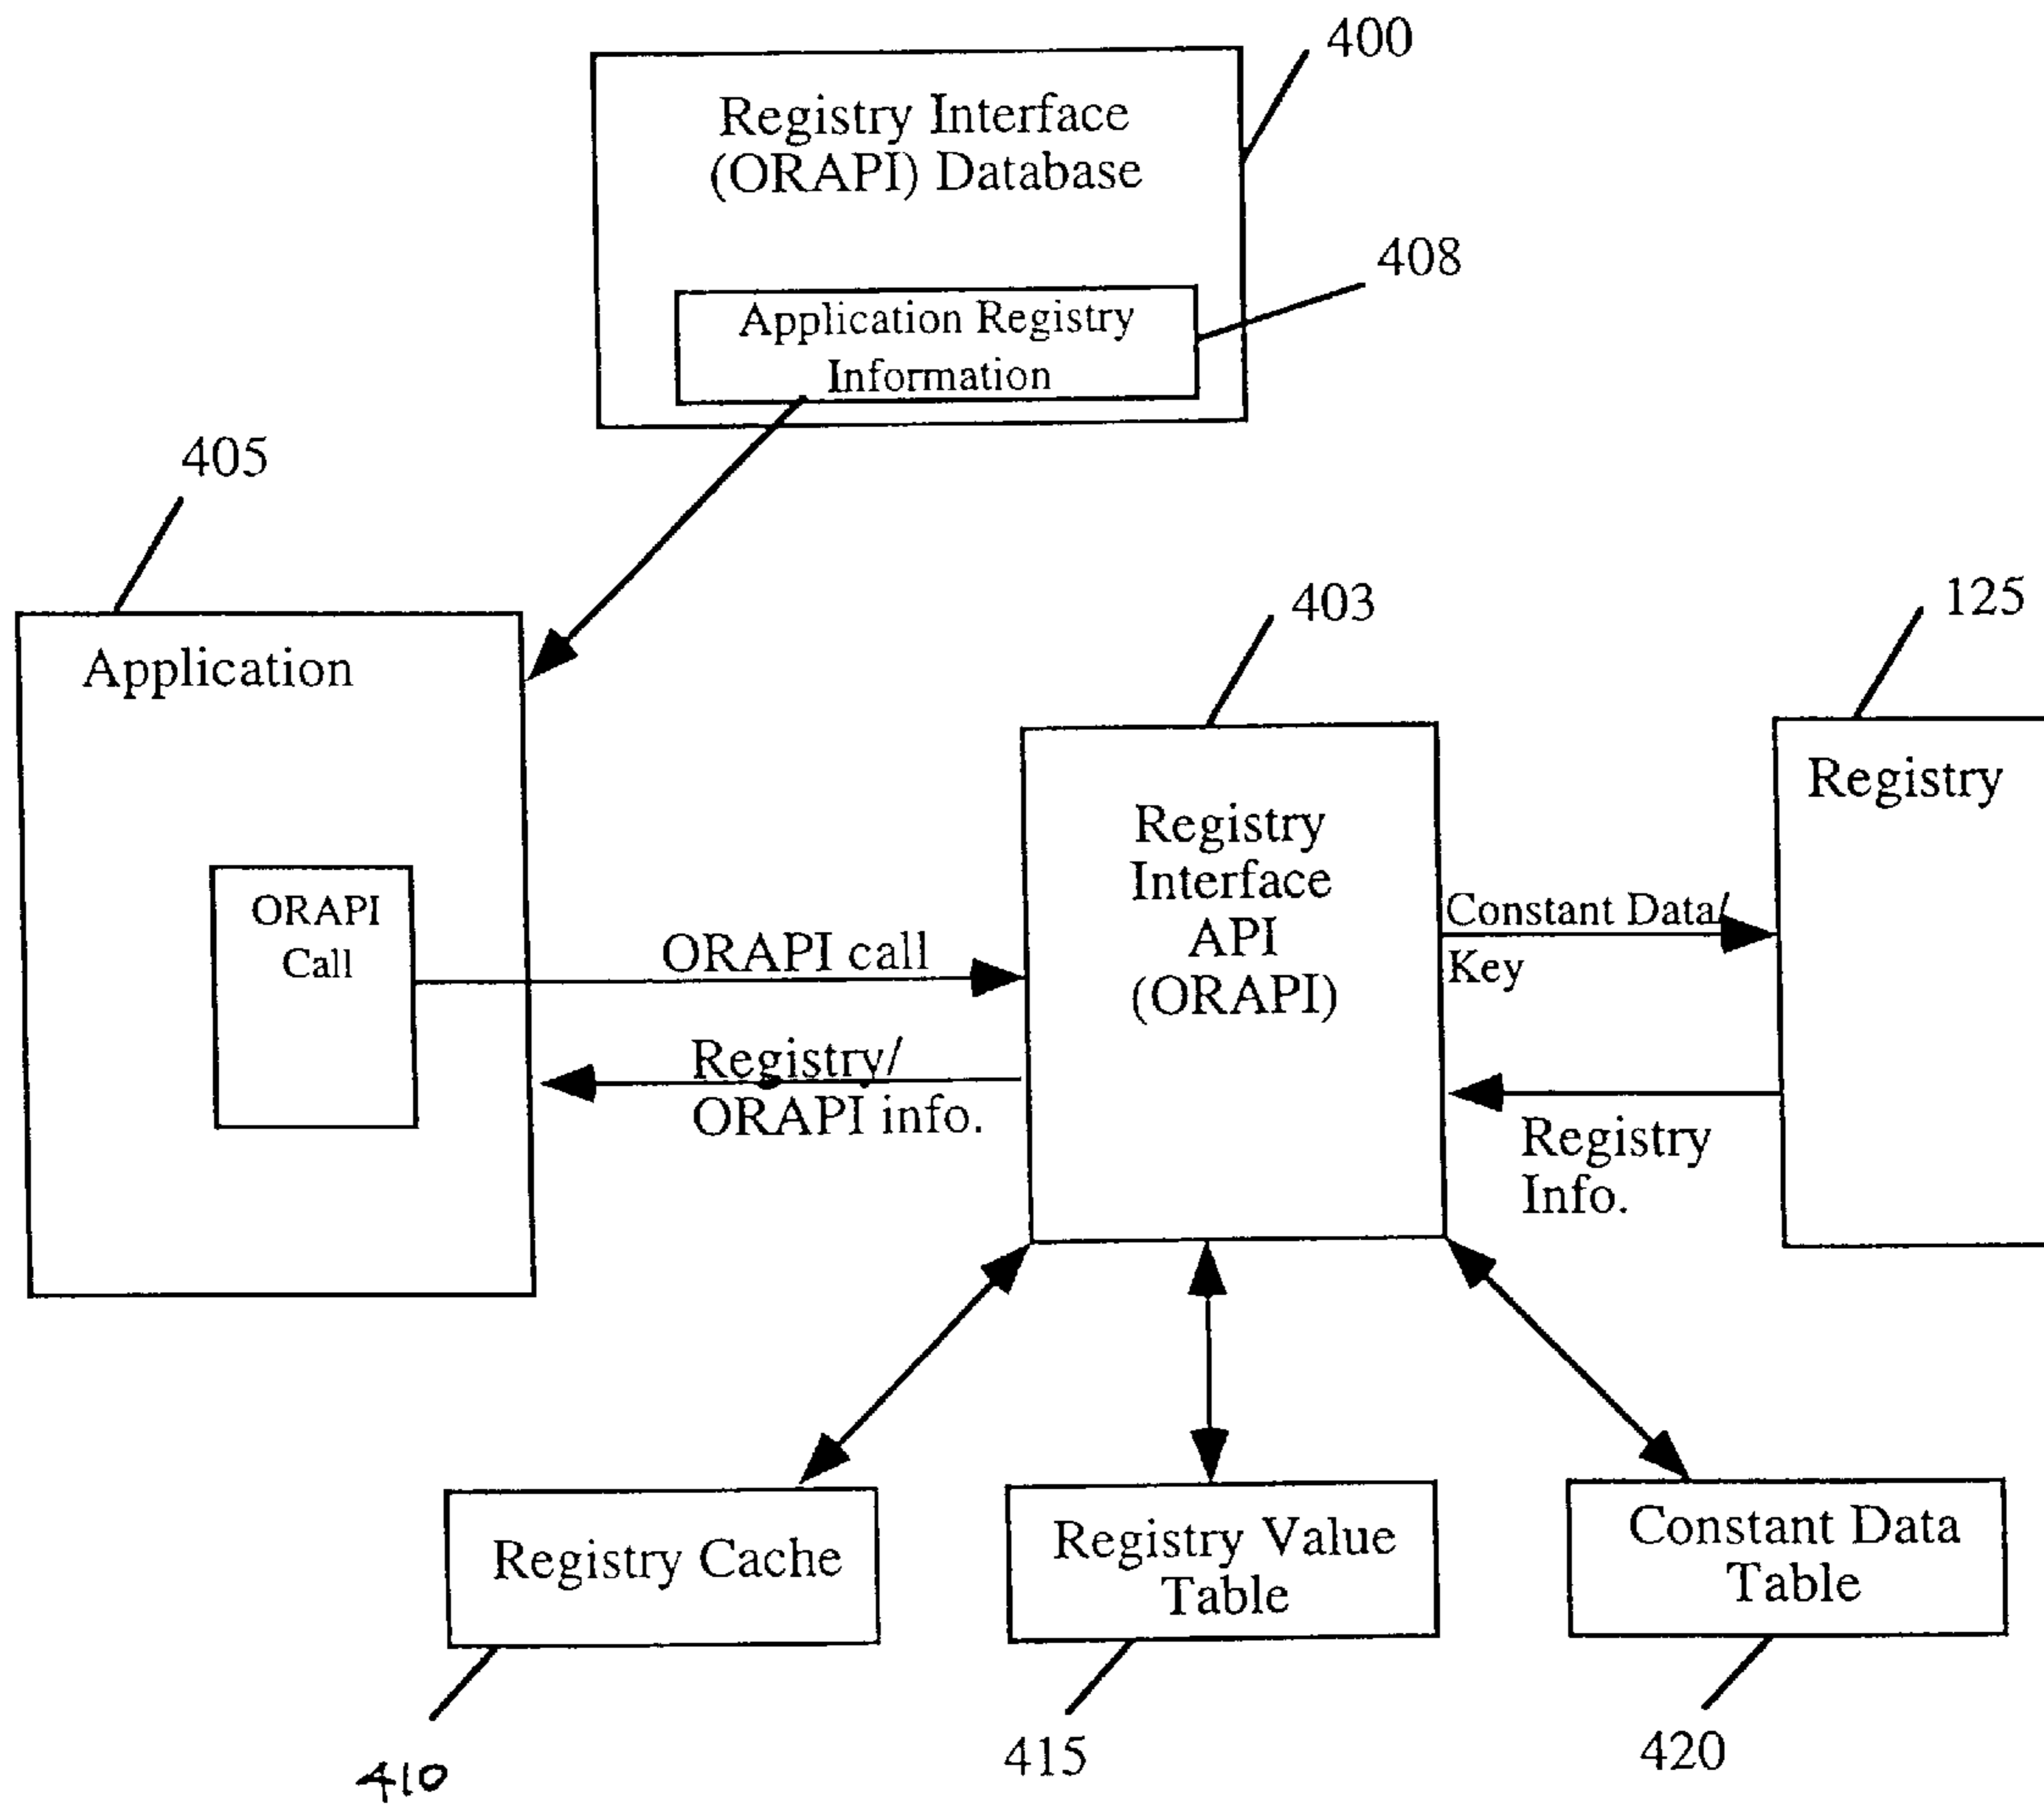 400
Registry Interface
(ORAPI) Database
408
Application Registry
Information
405
Application
403
125
Registry
Registry
Interface
API
(ORAPI)
ORAPI
Call
ORAPI call
Constant Data/
Key
Registry/
ORAPI info.
Registry
Info.
Registry Cache
Registry Value
Table
Constant Data
Table
410
415
420